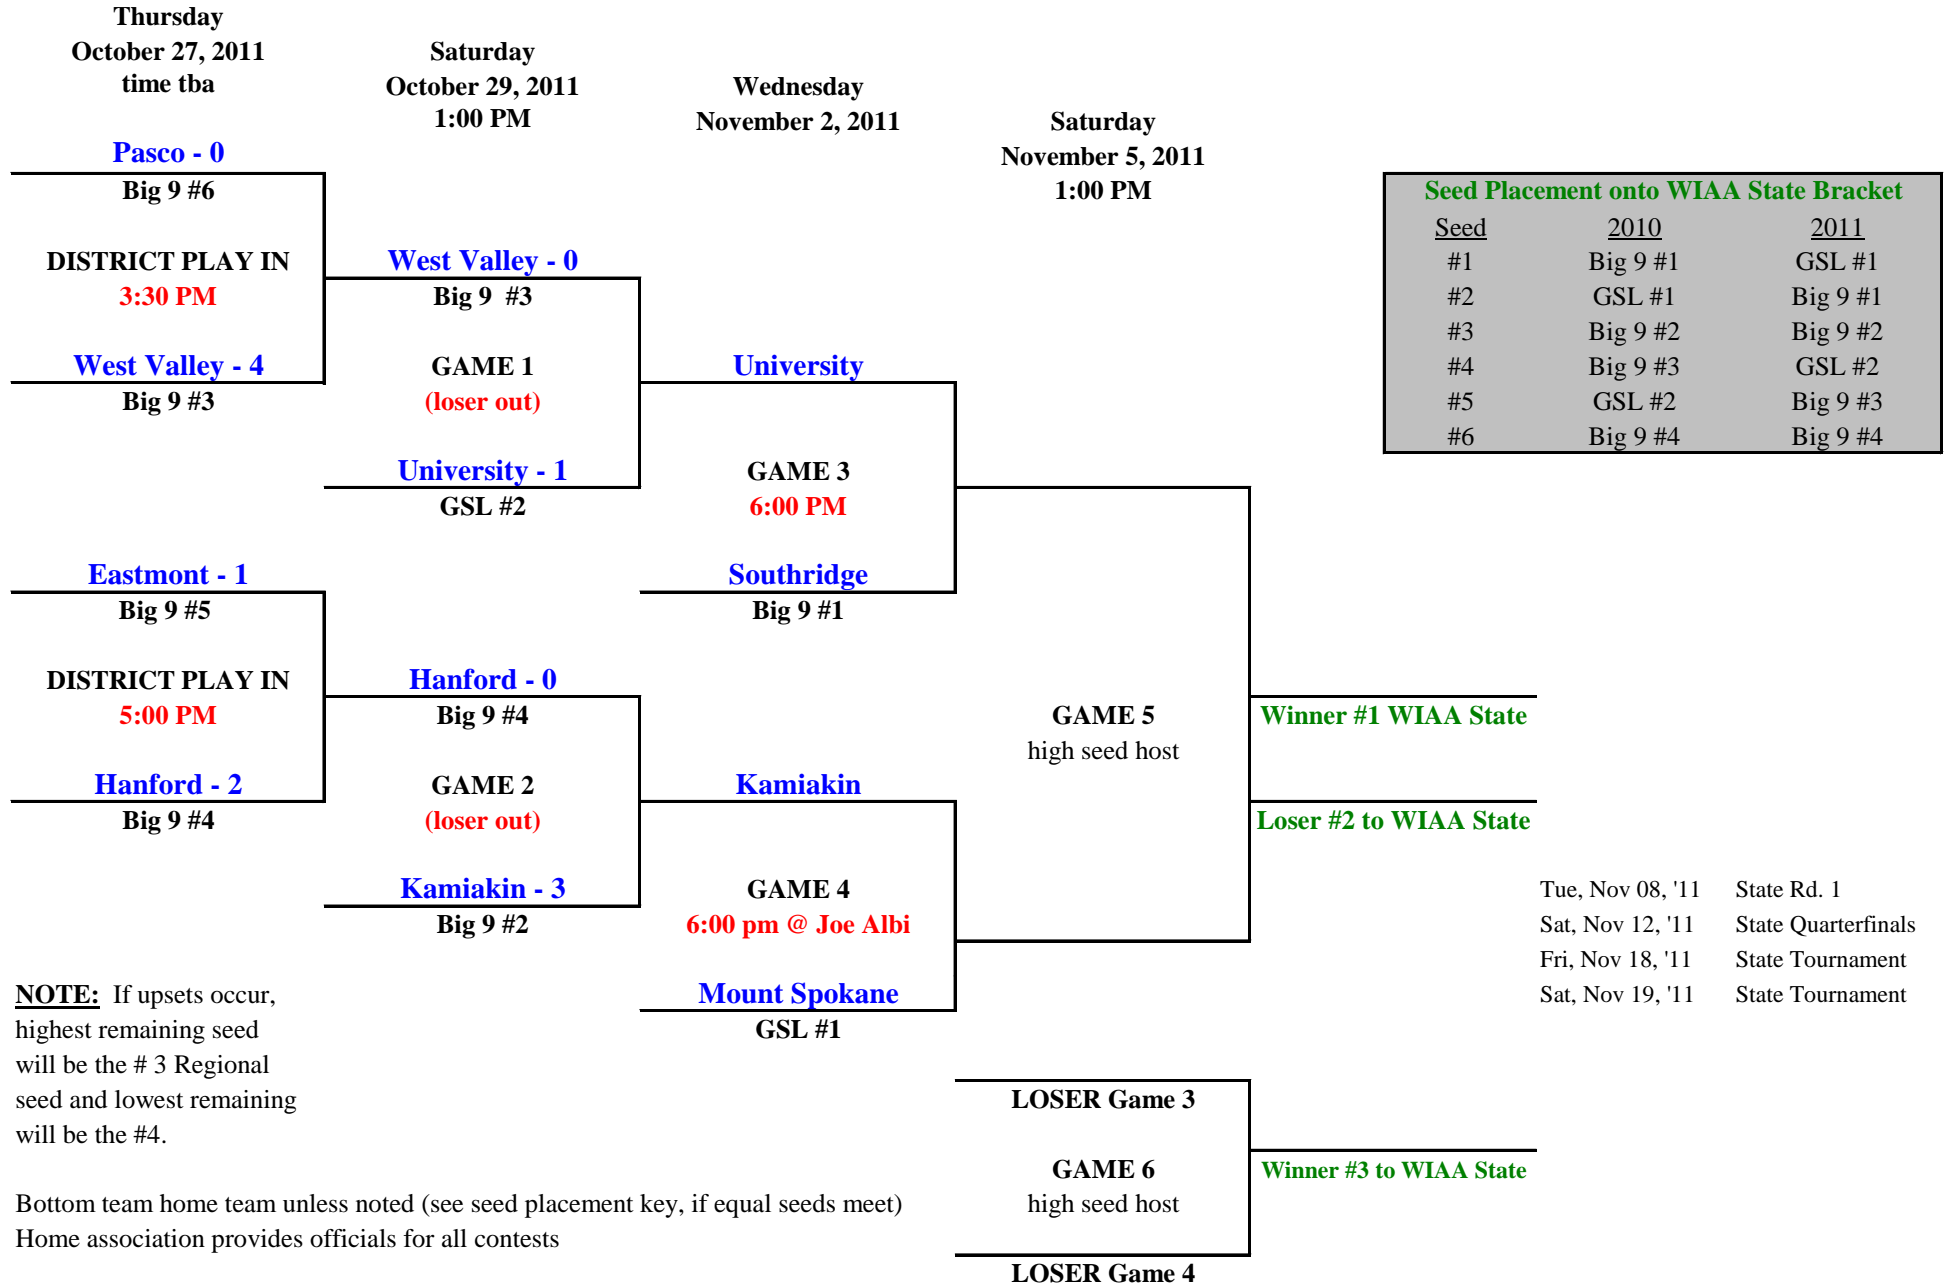 Thursday
October 27, 2011
time tba
Saturday
October 29, 2011
1:00 PM
Wednesday
November 2, 2011
Saturday
November 5, 2011
1:00 PM
Pasco - 0
Big 9 #6
DISTRICT PLAY IN
3:30 PM
West Valley - 4
Big 9 #3
West Valley - 0
Big 9 #3
GAME 1
(loser out)
University - 1
GSL #2
University
GAME 3
6:00 PM
Southridge
Big 9 #1
Eastmont - 1
Big 9 #5
DISTRICT PLAY IN
5:00 PM
Hanford - 2
Big 9 #4
Hanford - 0
Big 9 #4
GAME 2
(loser out)
Kamiakin - 3
Big 9 #2
Kamiakin
GAME 4
6:00 pm @ Joe Albi
Mount Spokane
GSL #1
GAME 5
high seed host
Winner #1 WIAA State
Loser #2 to WIAA State
LOSER Game 3
GAME 6
high seed host
LOSER Game 4
Winner #3 to WIAA State
Seed Placement onto WIAA State Bracket
Seed 2010 2011
#1 Big 9 #1 GSL #1
#2 GSL #1 Big 9 #1
#3 Big 9 #2 Big 9 #2
#4 Big 9 #3 GSL #2
#5 GSL #2 Big 9 #3
#6 Big 9 #4 Big 9 #4
Tue, Nov 08, '11 State Rd. 1
Sat, Nov 12, '11 State Quarterfinals
Fri, Nov 18, '11 State Tournament
Sat, Nov 19, '11 State Tournament
NOTE: If upsets occur,
highest remaining seed
will be the # 3 Regional
seed and lowest remaining
will be the #4.
Bottom team home team unless noted (see seed placement key, if equal seeds meet)
Home association provides officials for all contests